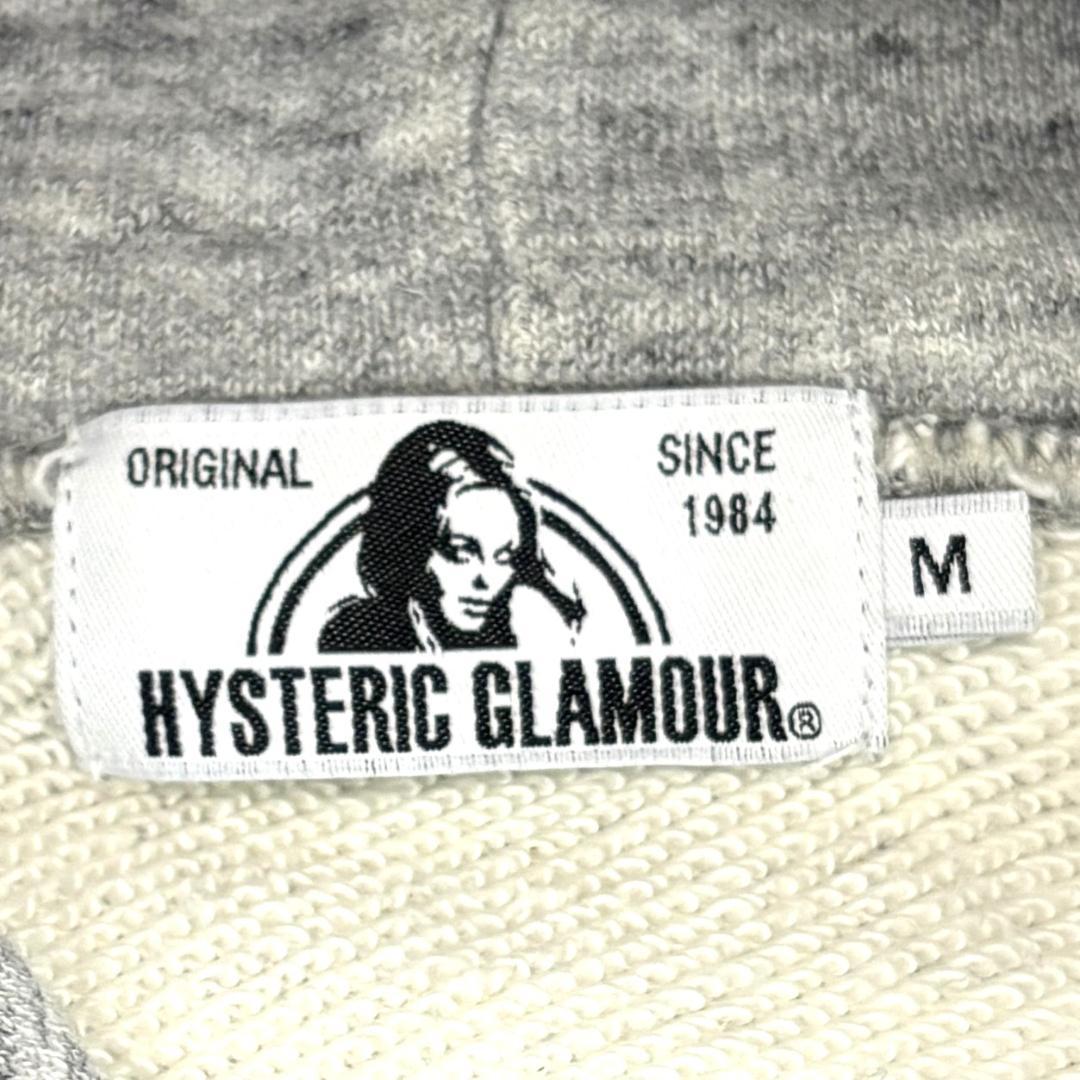 ORIGINAL
SINCE
1984
M
HYSTERIC GLAMOUR®